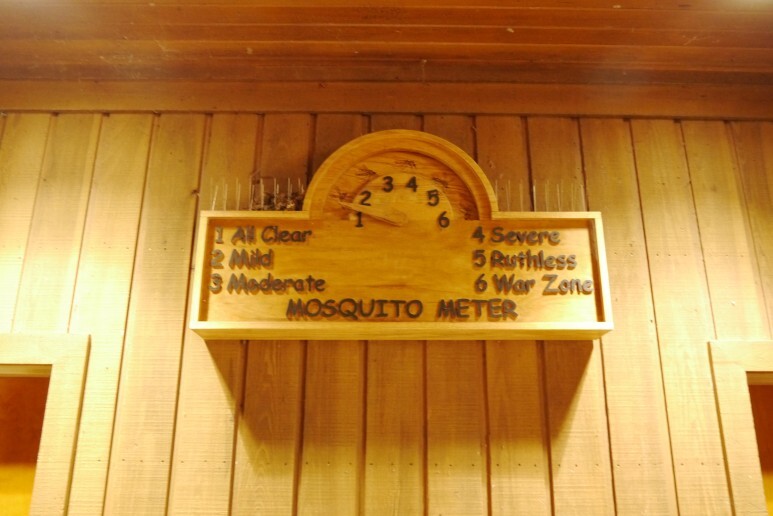 1 2 3 4 5 6
1 All Clear
2 Mild
3 Moderate
4 Severe
5 Ruthless
6 War Zone
MOSQUITO METER